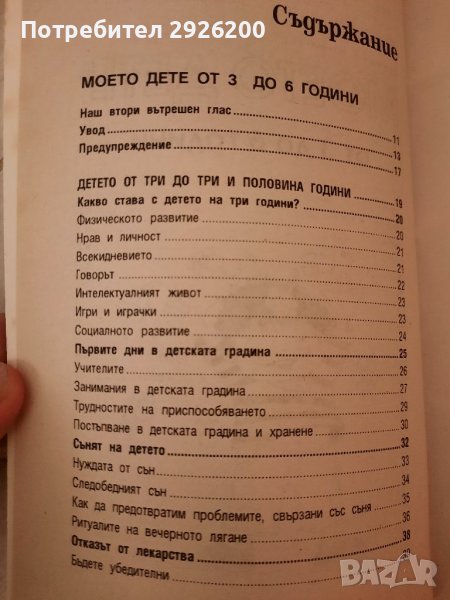 Потребител 2926200
Съдържание
МОЕТО ДЕТЕ ОТ 3 ДО 6 ГОДИНИ
Наш втори вътрешен глас 11
Увод 13
Предупреждение 17
ДЕТЕТО ОТ ТРИ ДО ТРИ И ПОЛОВИНА ГОДИНИ 19
Какво става с детето на три години? 20
Физическото развитие 20
Нрав и личност 21
Всекидневието 21
Говорът 22
Интелектуалният живот 23
Игри и играчки 23
Социалното развитие 24
Първите дни в детската градина 25
Учителите 26
Занимания в детската градина 27
Трудностите на приспособяването 29
Постъпване в детската градина и хранене 30
Сънят на детето 32
Нуждата от сън 33
Следобедният сън 34
Как да предотвратим проблемите, свързани със съня 35
Ритуалите на вечерното лягане 36
Отказът от лекарства 38
Бъдете убедителни
BAZAR